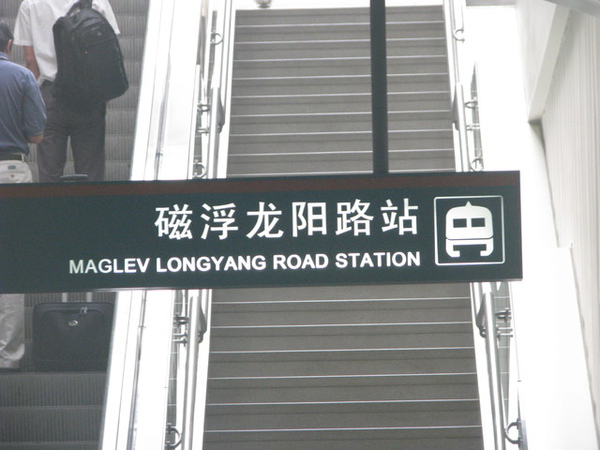 磁浮龙阳路站
MAGLEV LONGYANG ROAD STATION